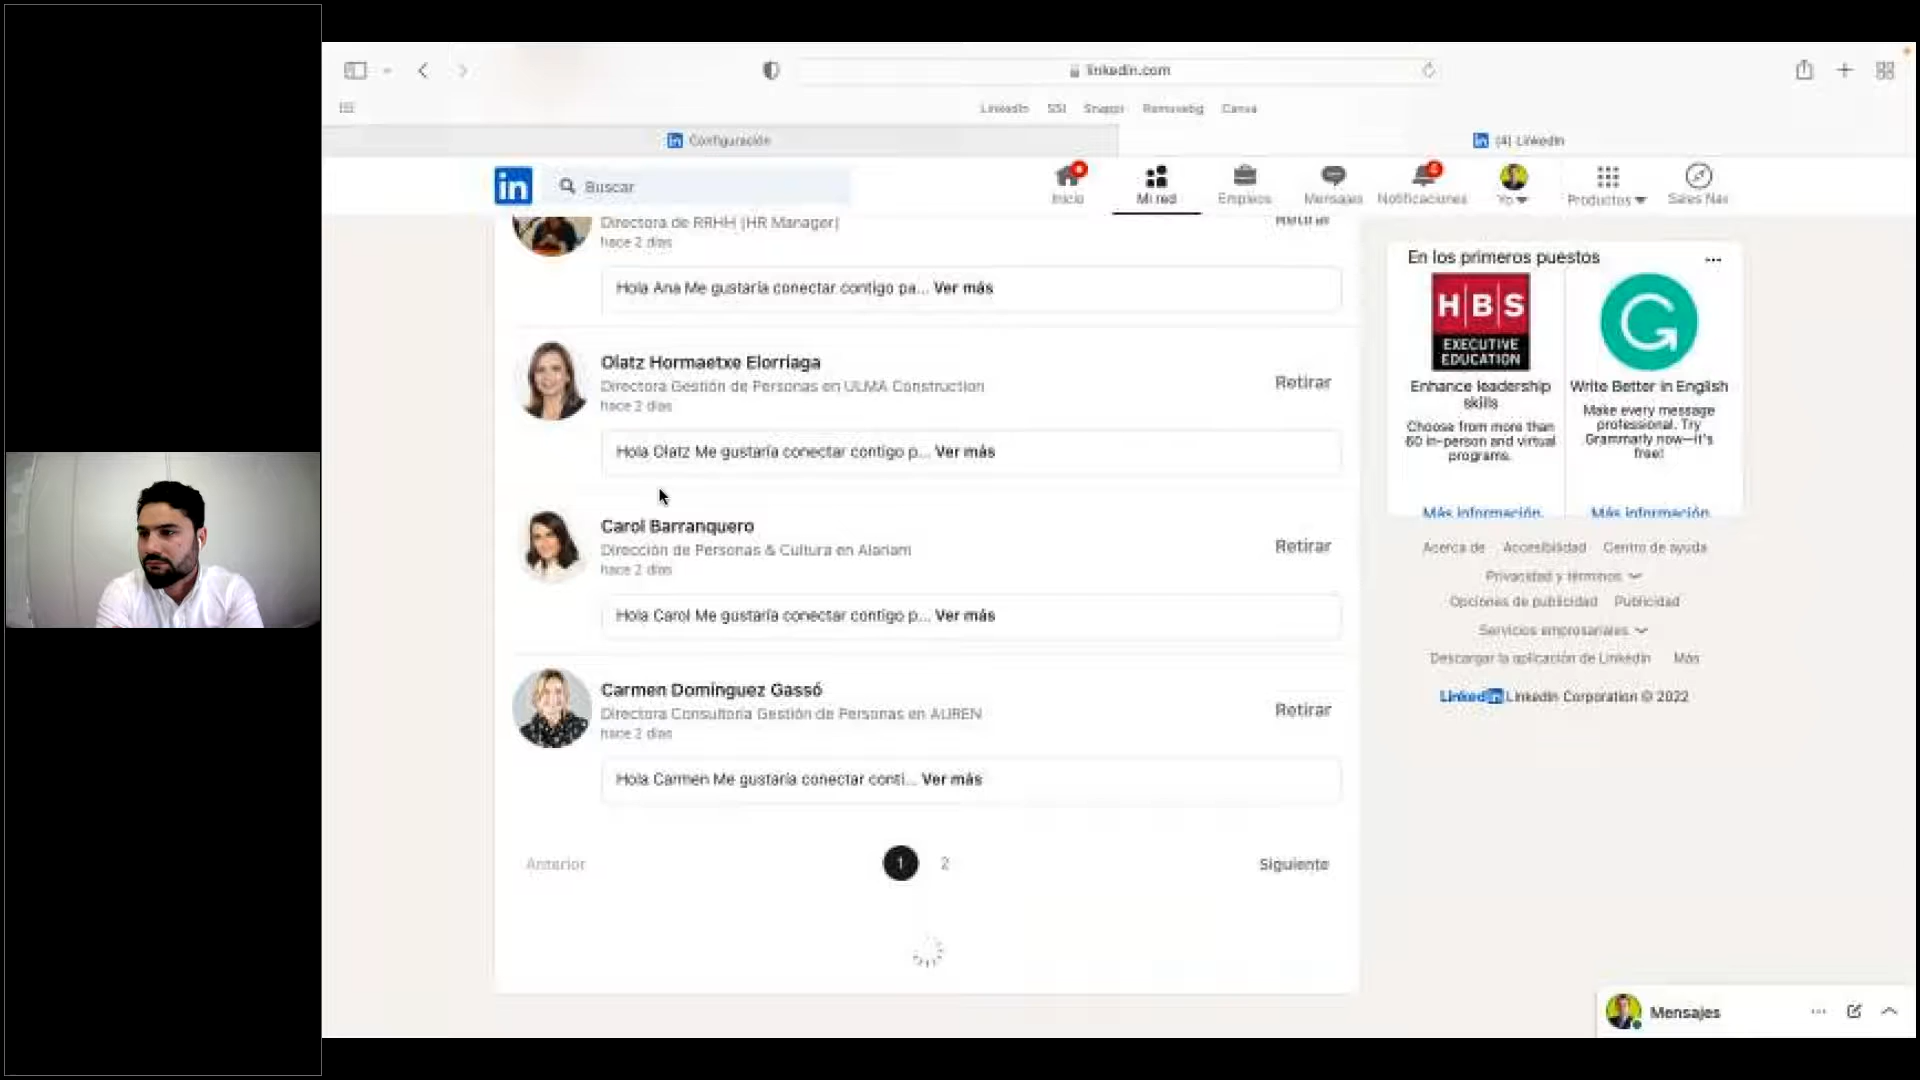 linkedin.com
LinkedIn SSI Snappr Removebg Canva
Configuración
(4) LinkedIn
in
Buscar
Inicio
Mi red
Empleos
Mensajes
Notificaciones
Yo
Productos
Sales Nav
Directora de RRHH (HR Manager)
hace 2 días
Retirar
Hola Ana Me gustaría conectar contigo pa... Ver más
Olatz Hormaetxe Elorriaga
Directora Gestión de Personas en ULMA Construction
hace 2 días
Retirar
Hola Olatz Me gustaría conectar contigo p... Ver más
Carol Barranquero
Dirección de Personas & Cultura en Alariam
hace 2 días
Retirar
Hola Carol Me gustaría conectar contigo p... Ver más
Carmen Domínguez Gassó
Directora Consultoría Gestión de Personas en AUREN
hace 2 días
Retirar
Hola Carmen Me gustaría conectar conti... Ver más
Anterior
1
2
Siguiente
En los primeros puestos
H|B|S
EXECUTIVE
EDUCATION
Enhance leadership
skills
Choose from more than
60 in-person and virtual
programs.
Más información
G
Write Better in English
Make every message
professional. Try
Grammarly now—it's
free!
Más información
Acerca de Accesibilidad Centro de ayuda
Privacidad y términos
Opciones de publicidad Publicidad
Servicios empresariales
Descargar la aplicación de LinkedIn Más
LinkedIn LinkedIn Corporation © 2022
Mensajes